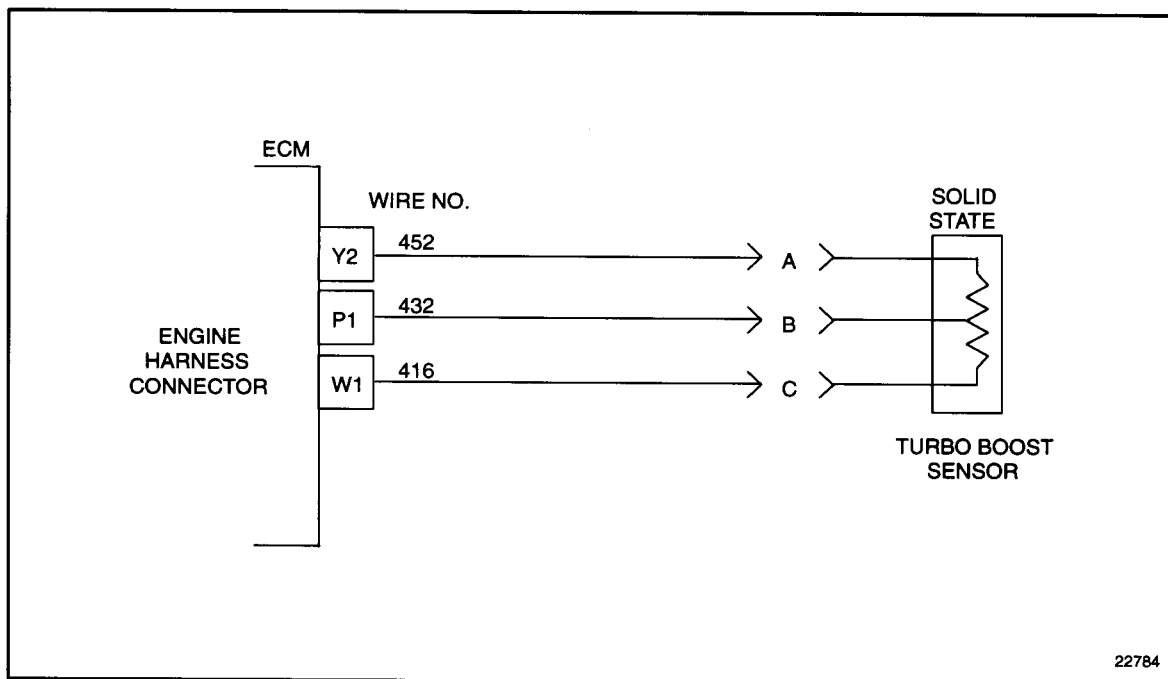 ECM
WIRE NO.
SOLID
STATE
Y2
452
A
P1
432
B
W1
416
C
ENGINE
HARNESS
CONNECTOR
TURBO BOOST
SENSOR
22784